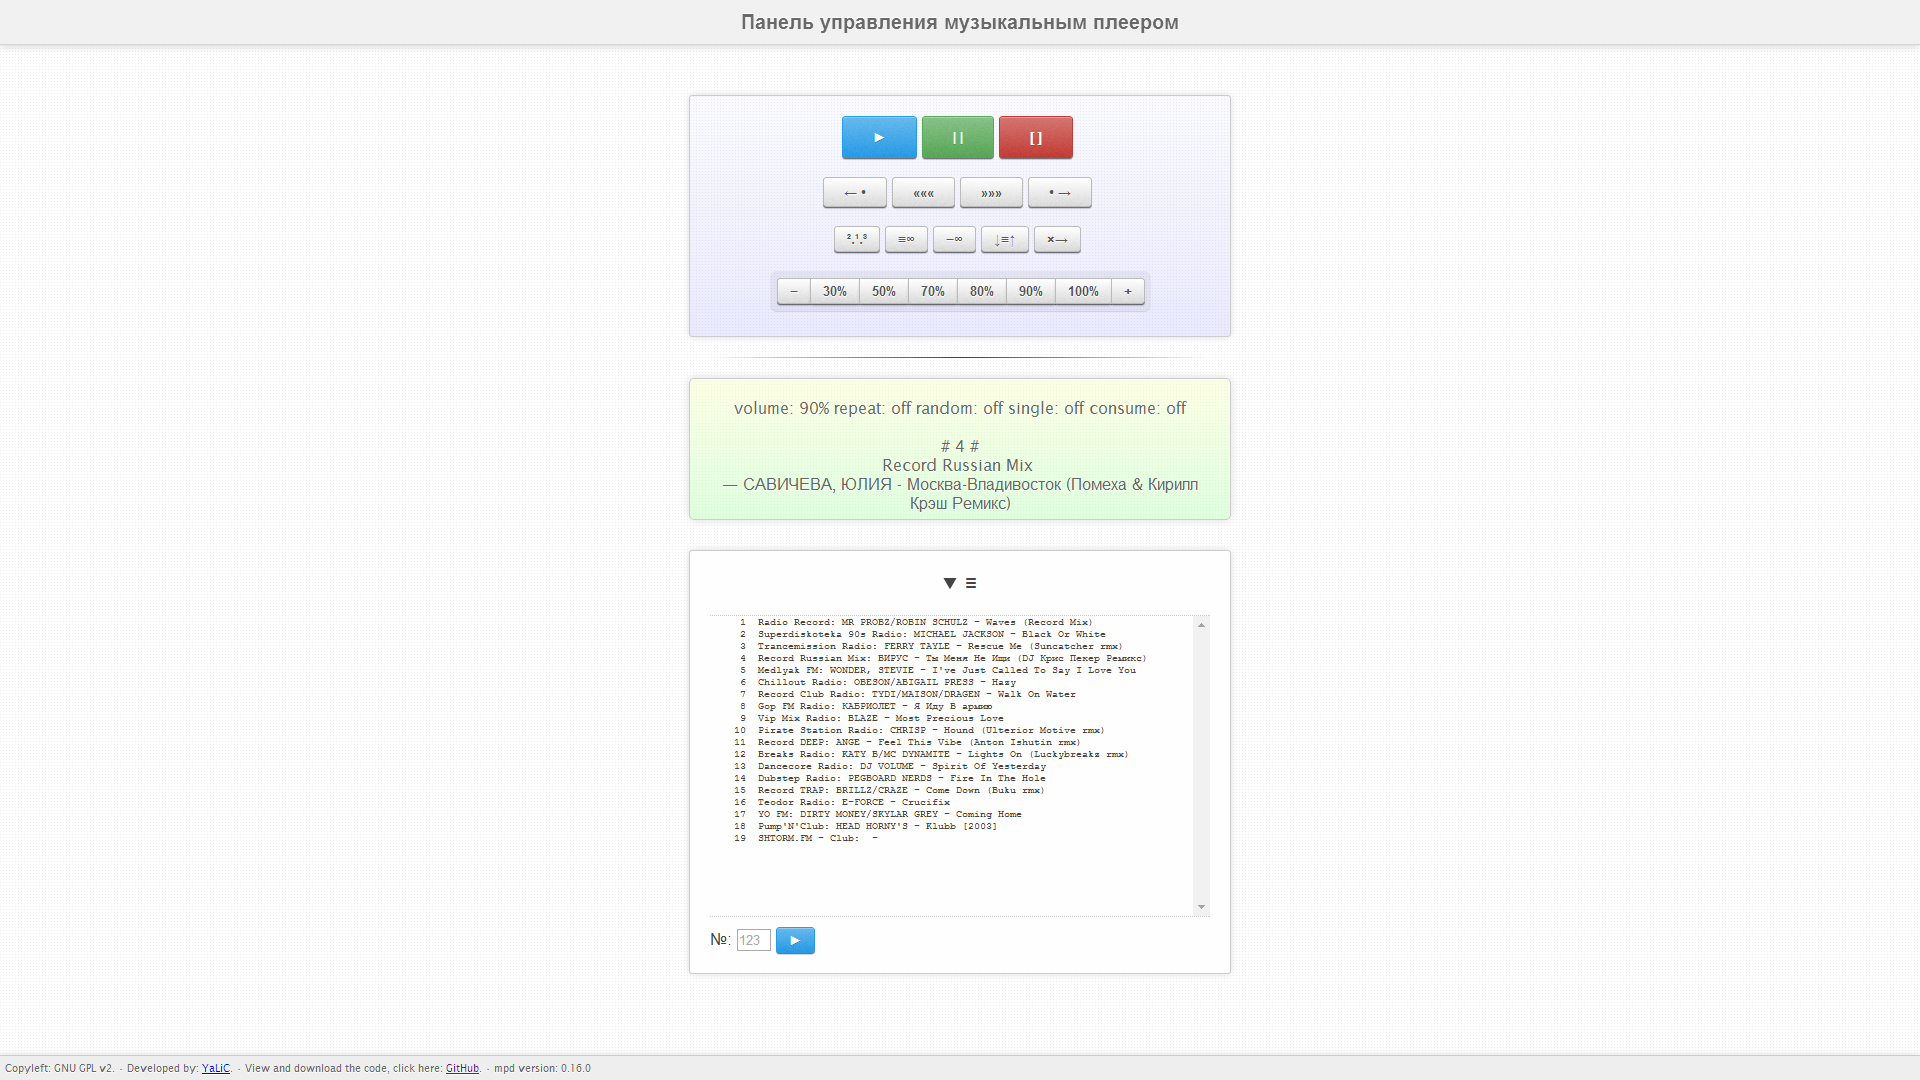 Панель управления музыкальным плеером
►
| |
[ ]
← • ««« »»» • →
2 1 3 ≡∞ −∞ ↓≡↑ ×→
− 30% 50% 70% 80% 90% 100% +
volume: 90% repeat: off random: off single: off consume: off
# 4 #
Record Russian Mix
— САВИЧЕВА, ЮЛИЯ - Москва-Владивосток (Помеха & Кирилл
Крэш Ремикс)
▼ ≡
1 Radio Record: MR PROBZ/ROBIN SCHULZ - Waves (Record Mix)
2 Superdiskoteka 90s Radio: MICHAEL JACKSON - Black Or White
3 Trancemission Radio: FERRY TAYLE - Rescue Me (Suncatcher rmx)
4 Record Russian Mix: ВИРУС - Ты Меня Не Ищи (DJ Крис Пекер Ремикс)
5 Medlyak FM: WONDER, STEVIE - I've Just Called To Say I Love You
6 Chillout Radio: OBESON/ABIGAIL PRESS - Hazy
7 Record Club Radio: TYDI/MAISON/DRAGEN - Walk On Water
8 Gop FM Radio: КАБРИОЛЕТ - Я Иду В армию
9 Vip Mix Radio: BLAZE - Most Precious Love
10 Pirate Station Radio: CHRISP - Hound (Ulterior Motive rmx)
11 Record DEEP: ANGE - Feel This Vibe (Anton Ishutin rmx)
12 Breaks Radio: KATY B/MC DYNAMITE - Lights On (Luckybreakz rmx)
13 Dancecore Radio: DJ VOLUME - Spirit Of Yesterday
14 Dubstep Radio: PEGBOARD NERDS - Fire In The Hole
15 Record TRAP: BRILLZ/CRAZE - Come Down (Buku rmx)
16 Teodor Radio: E-FORCE - Crucifix
17 YO FM: DIRTY MONEY/SKYLAR GREY - Coming Home
18 Pump'N'Club: HEAD HORNY'S - Klubb [2003]
19 SHTORM.FM - Club: -
№: 123 ►
Copyleft: GNU GPL v2. - Developed by: YaLiC. - View and download the code, click here: GitHub. - mpd version: 0.16.0